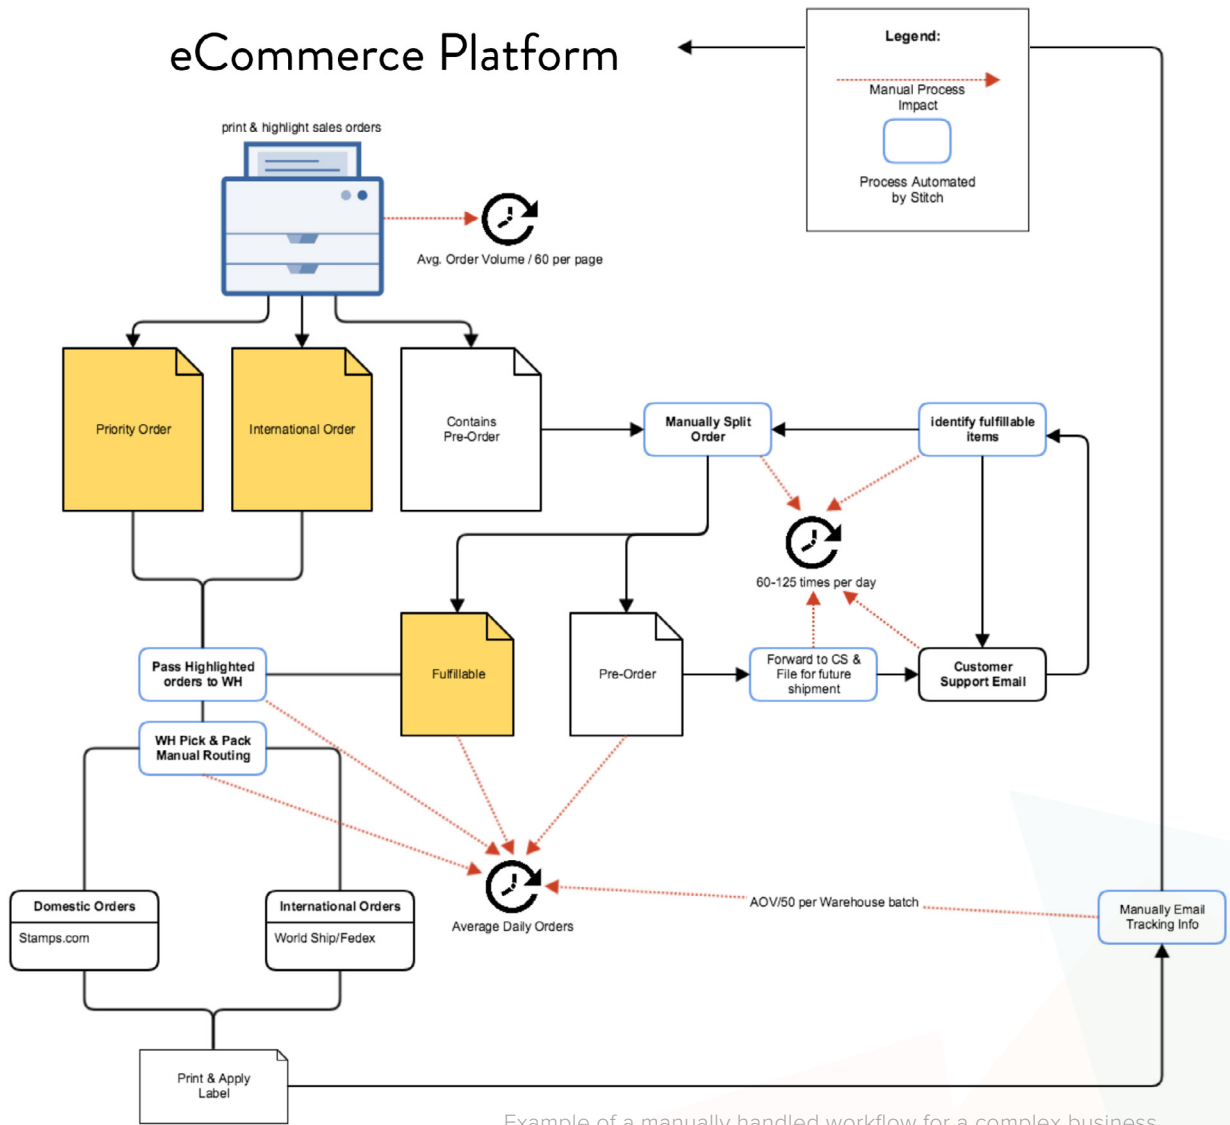 eCommerce Platform
Legend:
Manual Process
Impact
Process Automated
by Stitch
print & highlight sales orders
Avg. Order Volume / 60 per page
Priority Order
International Order
Contains
Pre-Order
Manually Split
Order
identify fulfillable
items
60-125 times per day
Pass Highlighted
orders to WH
Fulfillable
Pre-Order
Forward to CS &
File for future
shipment
Customer
Support Email
WH Pick & Pack
Manual Routing
Domestic Orders
Stamps.com
International Orders
World Ship/Fedex
Average Daily Orders
AOV/50 per Warehouse batch
Manually Email
Tracking Info
Print & Apply
Label
Example of a manually handled workflow for a complex business